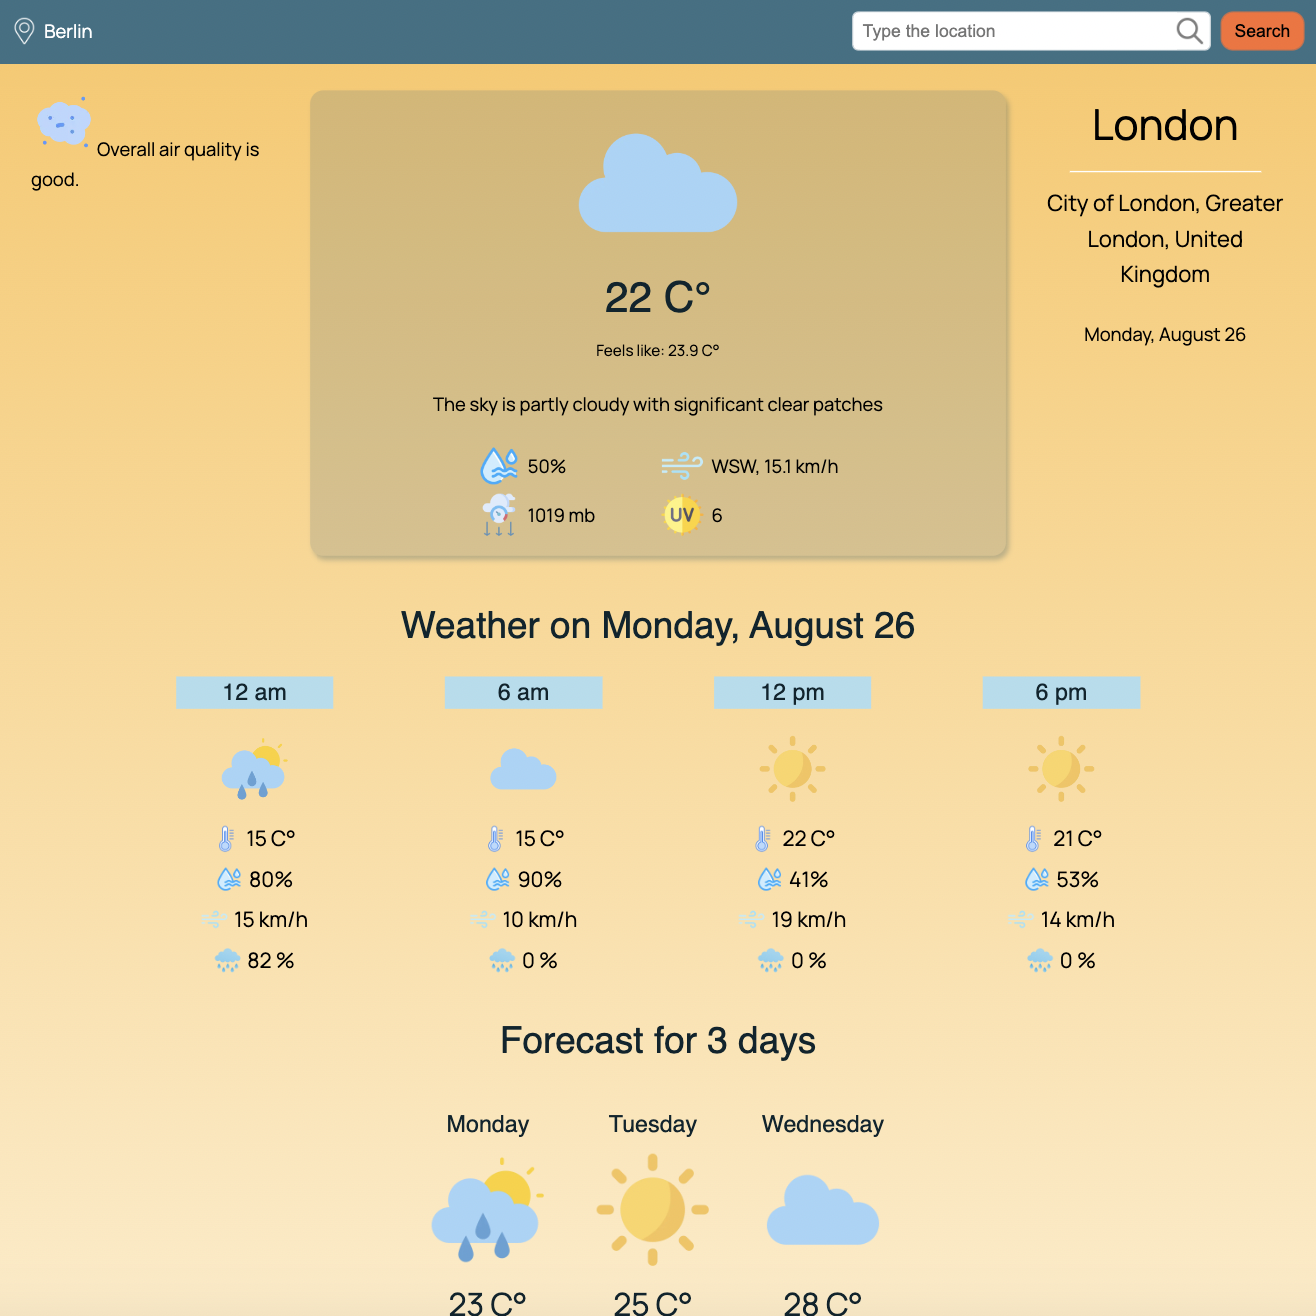 Berlin
Type the location
Search
Overall air quality is
good.
22 C°
Feels like: 23.9 C°
The sky is partly cloudy with significant clear patches
50%
WSW, 15.1 km/h
1019 mb
UV
6
London
City of London, Greater
London, United
Kingdom
Monday, August 26
Weather on Monday, August 26
12 am
15 C°
80%
15 km/h
82 %
6 am
15 C°
90%
10 km/h
0 %
12 pm
22 C°
41%
19 km/h
0 %
6 pm
21 C°
53%
14 km/h
0 %
Forecast for 3 days
Monday
23 C°
Tuesday
25 C°
Wednesday
28 C°